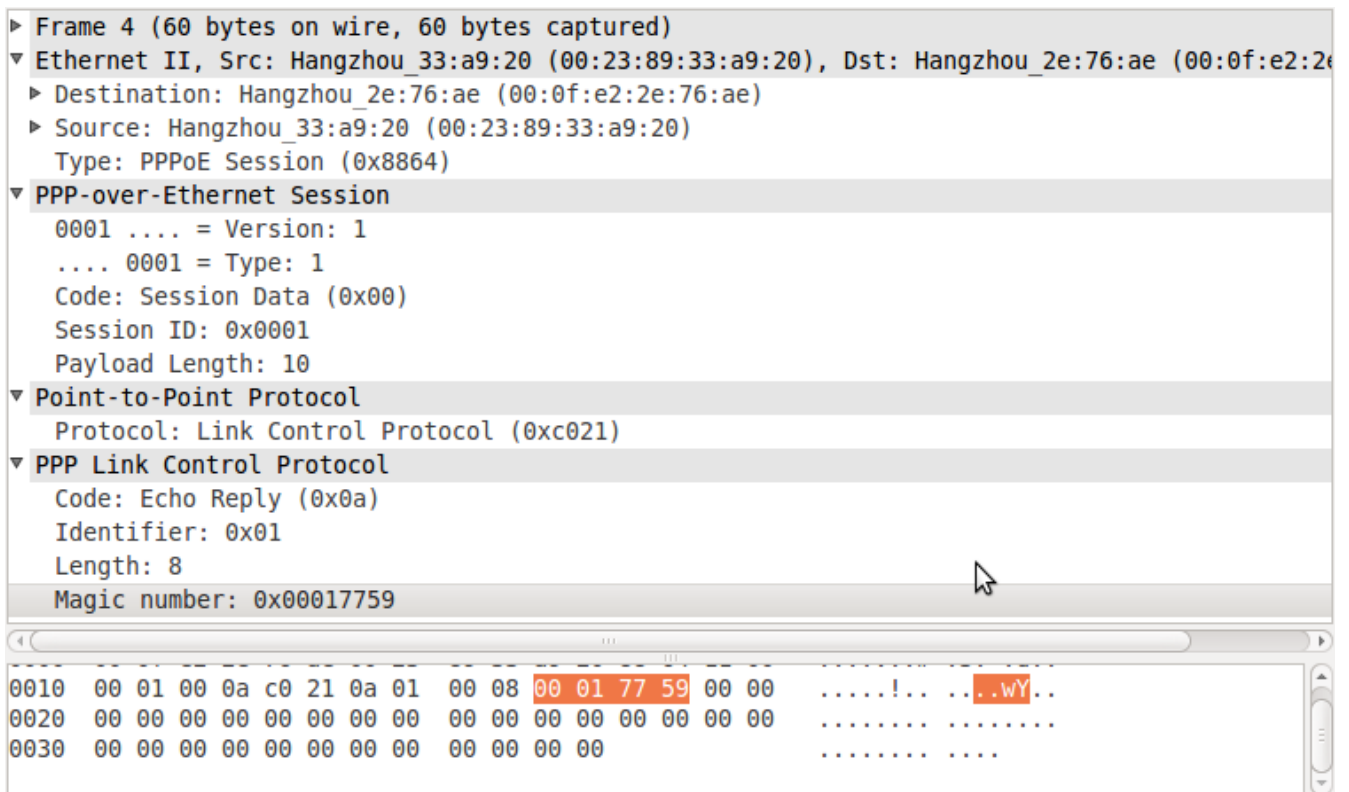 Frame 4 (60 bytes on wire, 60 bytes captured)
Ethernet II, Src: Hangzhou_33:a9:20 (00:23:89:33:a9:20), Dst: Hangzhou_2e:76:ae (00:0f:e2:2e
Destination: Hangzhou_2e:76:ae (00:0f:e2:2e:76:ae)
Source: Hangzhou_33:a9:20 (00:23:89:33:a9:20)
Type: PPPoE Session (0x8864)
PPP-over-Ethernet Session
0001 .... = Version: 1
.... 0001 = Type: 1
Code: Session Data (0x00)
Session ID: 0x0001
Payload Length: 10
Point-to-Point Protocol
Protocol: Link Control Protocol (0xc021)
PPP Link Control Protocol
Code: Echo Reply (0x0a)
Identifier: 0x01
Length: 8
Magic number: 0x00017759
0010 00 01 00 0a c0 21 0a 01 00 08 00 01 77 59 00 00 .....!.. ....wY..
0020 00 00 00 00 00 00 00 00 00 00 00 00 00 00 00 00 ........ ........
0030 00 00 00 00 00 00 00 00 00 00 00 00 ........ ....